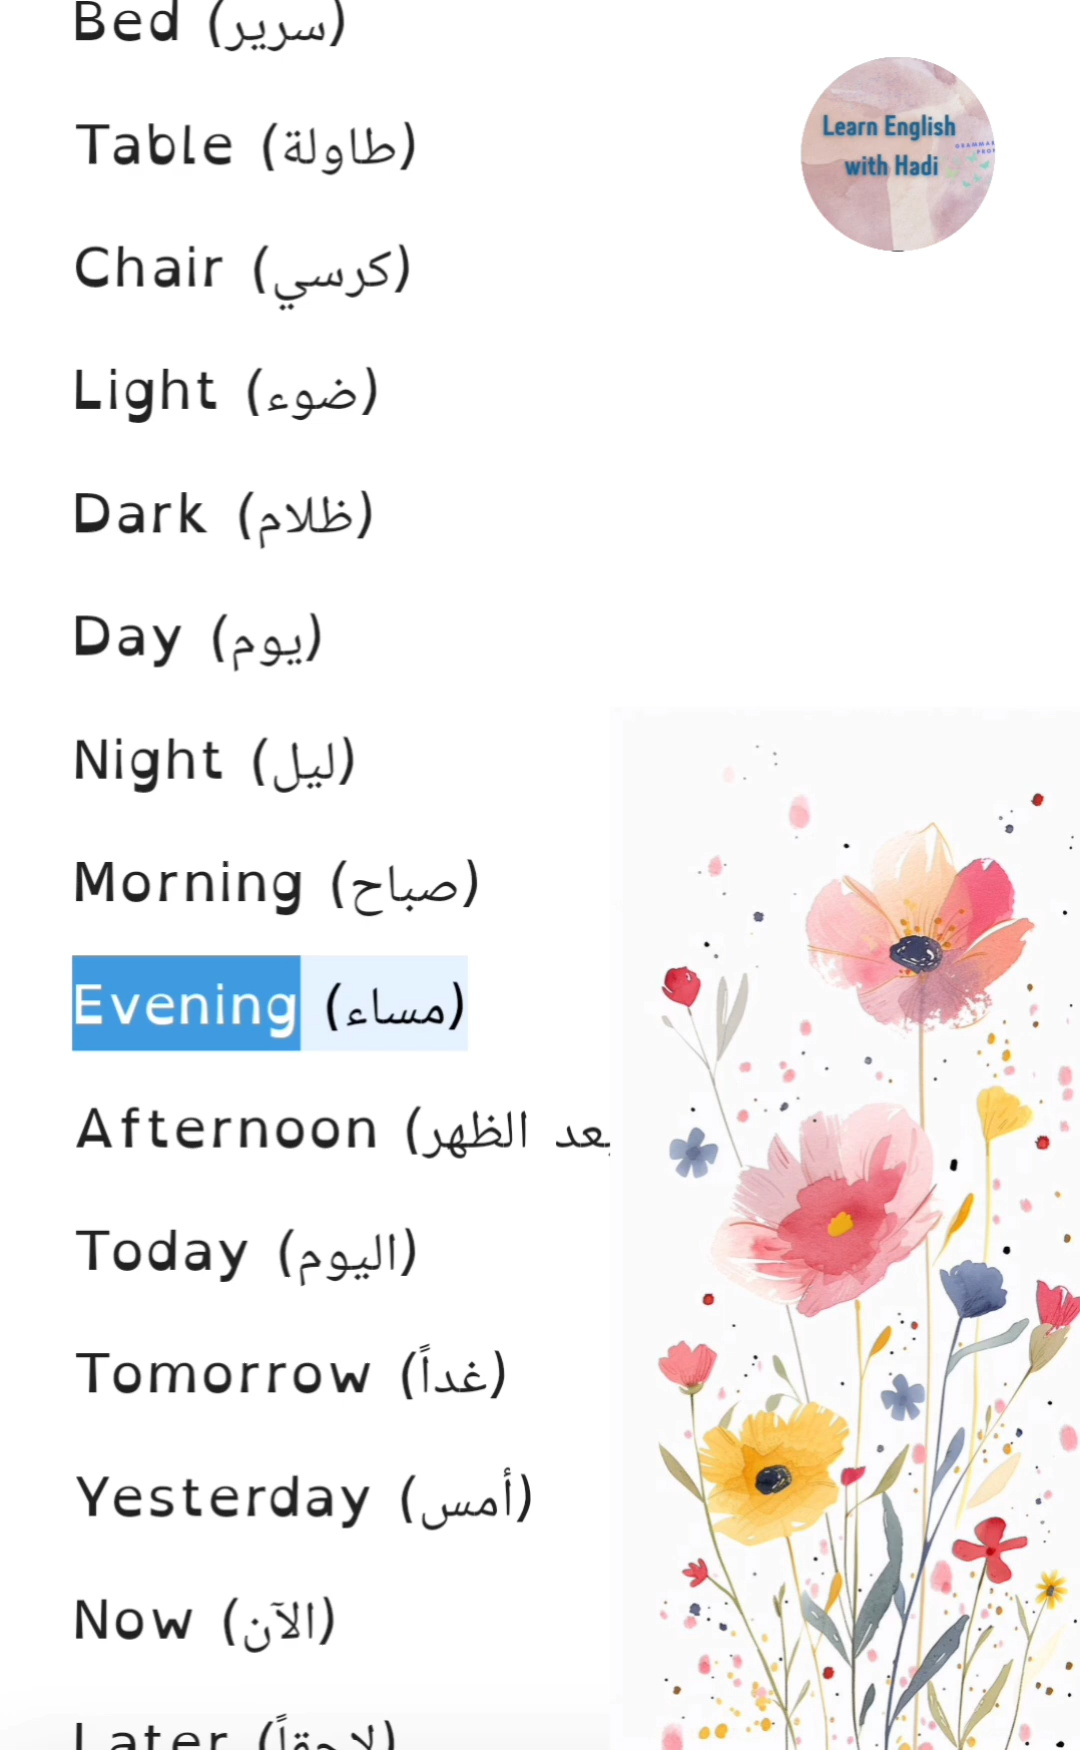 Bed (سرير)
Table (طاولة)
Chair (كرسي)
Light (ضوء)
Dark (ظلام)
Day (يوم)
Night (ليل)
Morning (صباح)
Evening (مساء)
Afternoon (بعد الظهر
Today (اليوم)
Tomorrow (غداً)
Yesterday (أمس)
Now (الآن)
Later (لاحقاً)
Learn English
with Hadi